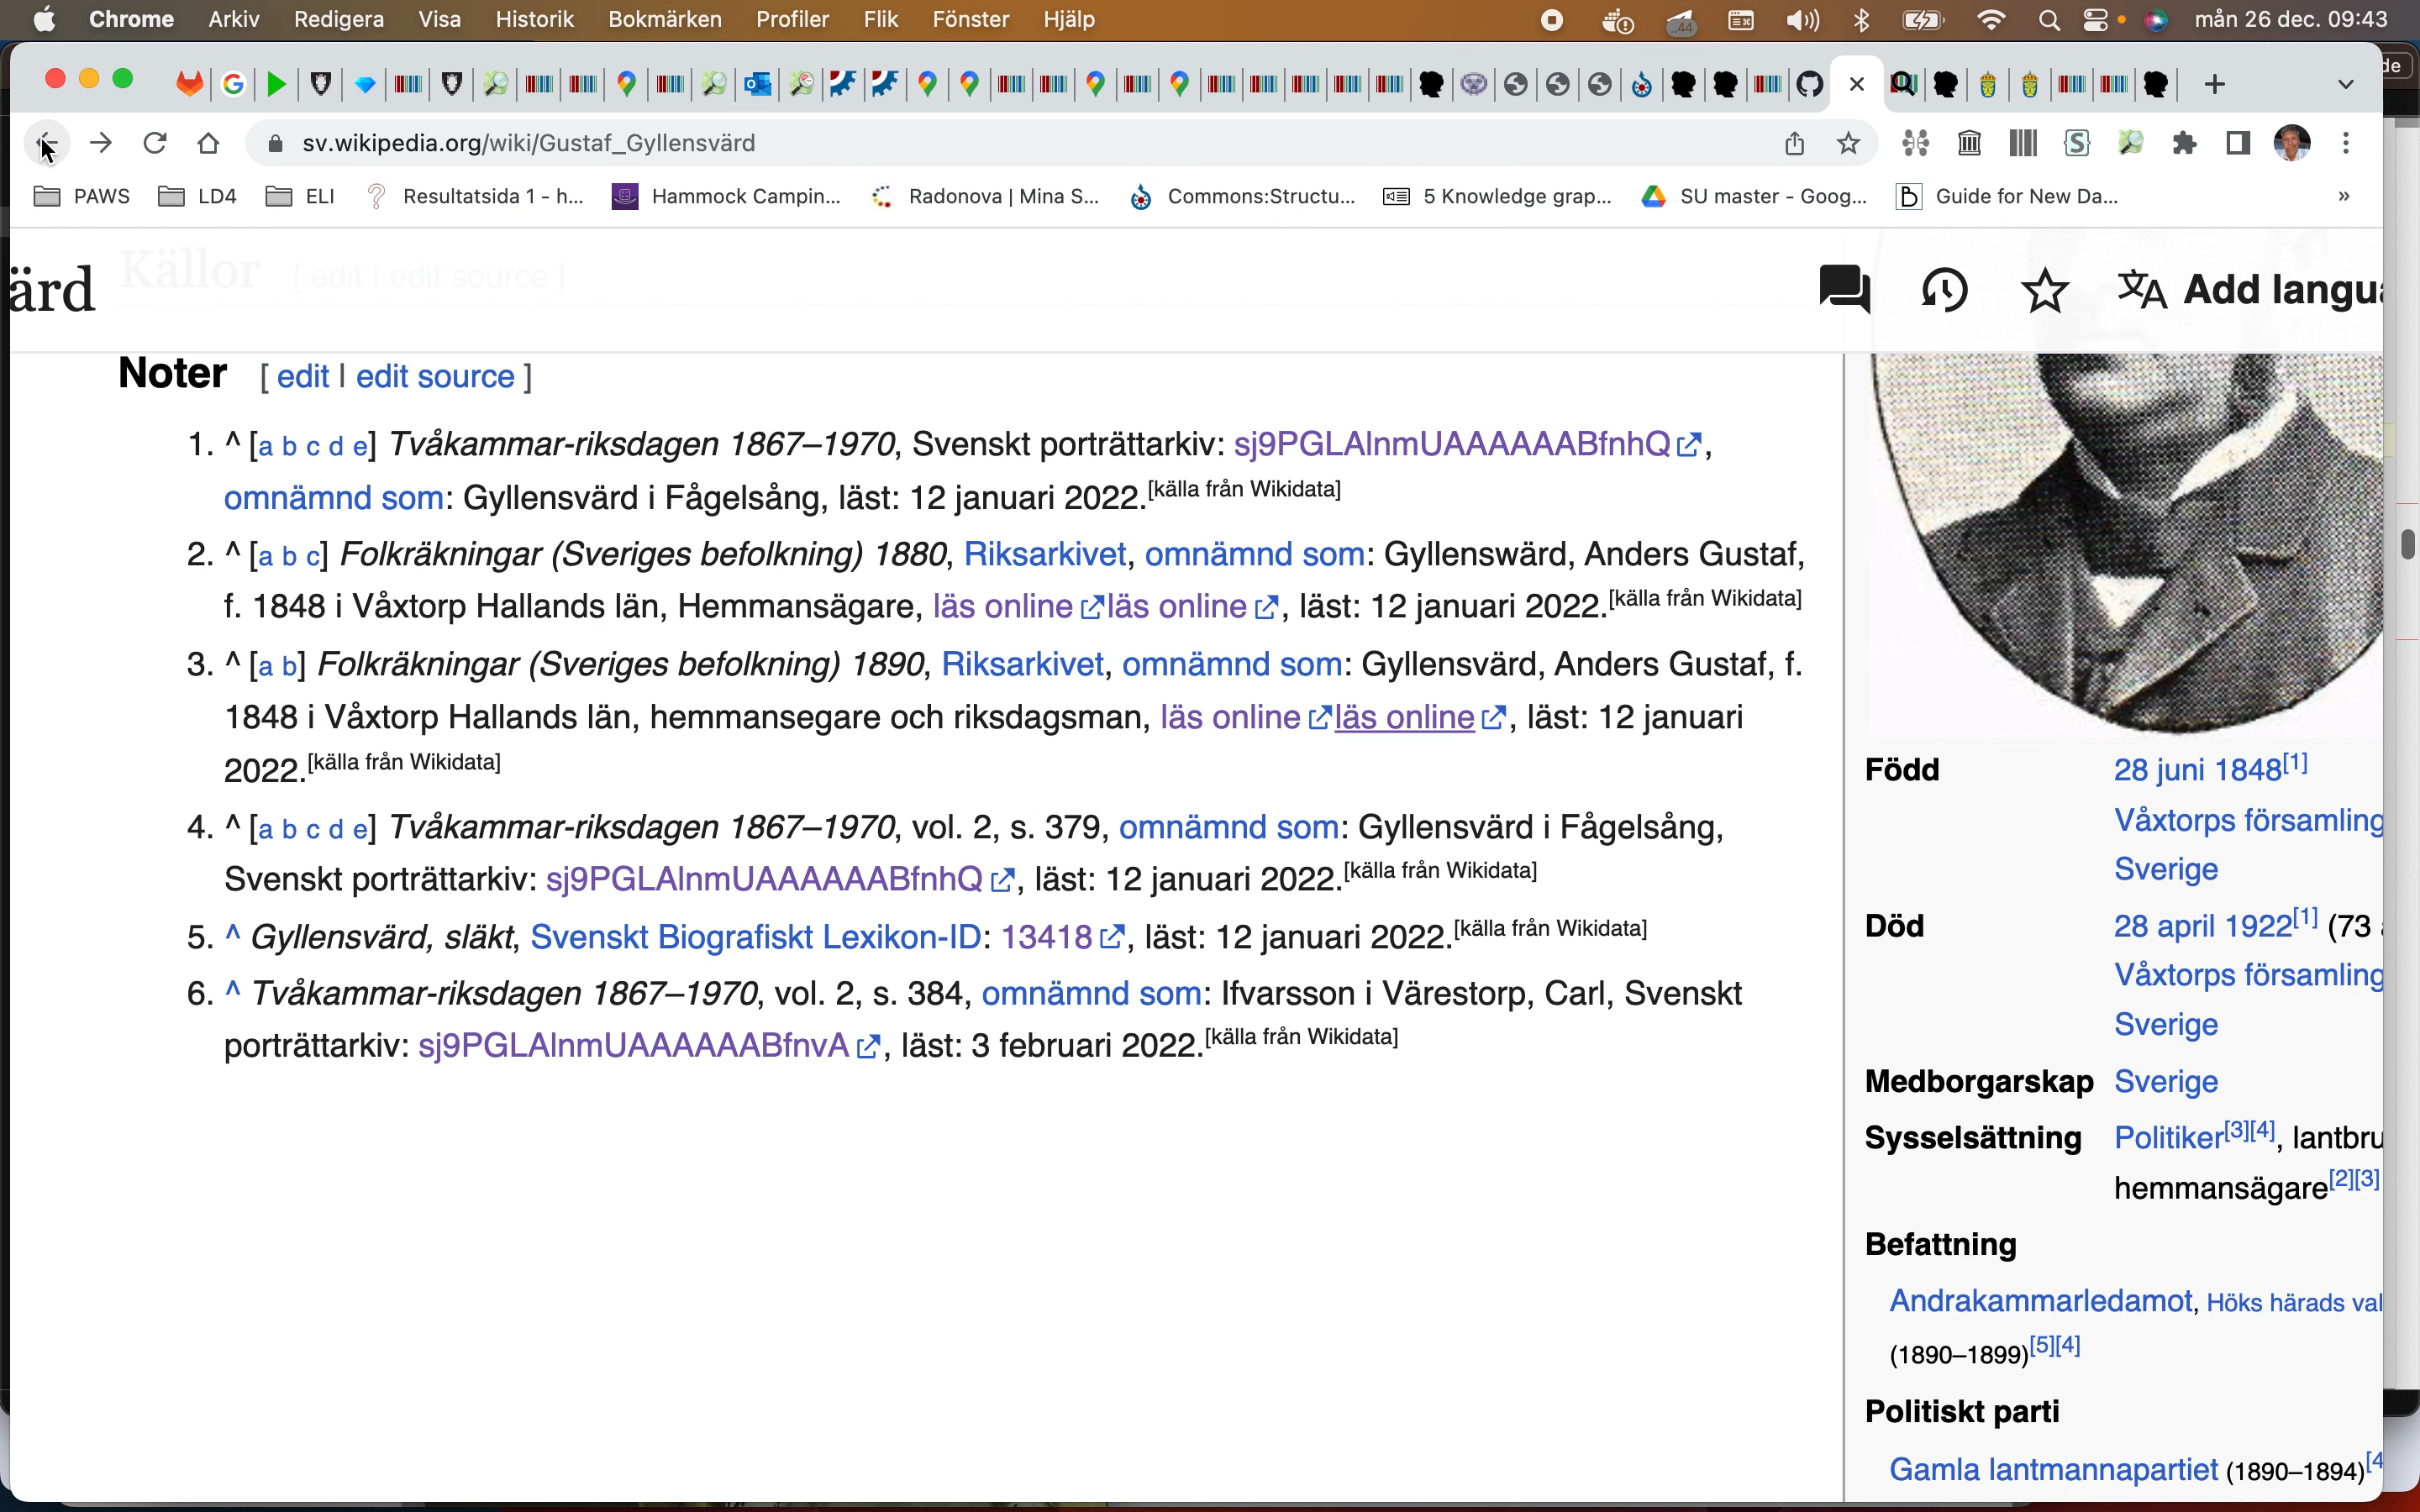 Chrome Arkiv Redigera Visa Historik Bokmärken Profiler Flik Fönster Hjälp ..44 mån 26 dec. 09:43
de
sv.wikipedia.org/wiki/Gustaf_Gyllensvärd
PAWS LD4 ELI Resultatsida 1 - h... Hammock Campin... Radonova | Mina S... Commons:Structu... 5 Knowledge grap... SU master - Goog... Guide for New Da... »
ärd Källor [ edit | edit source ] Add langu
Noter [ edit | edit source ]
1. ^ [a b c d e] Tvåkammar-riksdagen 1867–1970, Svenskt porträttarkiv: sj9PGLAlnmUAAAAAABfnhQ,
omnämnd som: Gyllensvärd i Fågelsång, läst: 12 januari 2022.[källa från Wikidata]
2. ^ [a b c] Folkräkningar (Sveriges befolkning) 1880, Riksarkivet, omnämnd som: Gyllenswärd, Anders Gustaf,
f. 1848 i Våxtorp Hallands län, Hemmansägare, läs online läs online, läst: 12 januari 2022.[källa från Wikidata]
3. ^ [a b] Folkräkningar (Sveriges befolkning) 1890, Riksarkivet, omnämnd som: Gyllensvärd, Anders Gustaf, f.
1848 i Våxtorp Hallands län, hemmansegare och riksdagsman, läs online läs online, läst: 12 januari
2022.[källa från Wikidata]
4. ^ [a b c d e] Tvåkammar-riksdagen 1867–1970, vol. 2, s. 379, omnämnd som: Gyllensvärd i Fågelsång,
Svenskt porträttarkiv: sj9PGLAlnmUAAAAAABfnhQ, läst: 12 januari 2022.[källa från Wikidata]
5. ^ Gyllensvärd, släkt, Svenskt Biografiskt Lexikon-ID: 13418, läst: 12 januari 2022.[källa från Wikidata]
6. ^ Tvåkammar-riksdagen 1867–1970, vol. 2, s. 384, omnämnd som: Ifvarsson i Värestorp, Carl, Svenskt
porträttarkiv: sj9PGLAlnmUAAAAAABfnvA, läst: 3 februari 2022.[källa från Wikidata]
Född 28 juni 1848[1]
Våxtorps församling
Sverige
Död 28 april 1922[1] (73
Våxtorps församling
Sverige
Medborgarskap Sverige
Sysselsättning Politiker[3][4], lantbru
hemmansägare[2][3]
Befattning
Andrakammarledamot, Höks härads val
(1890–1899)[5][4]
Politiskt parti
Gamla lantmannapartiet (1890–1894)[4